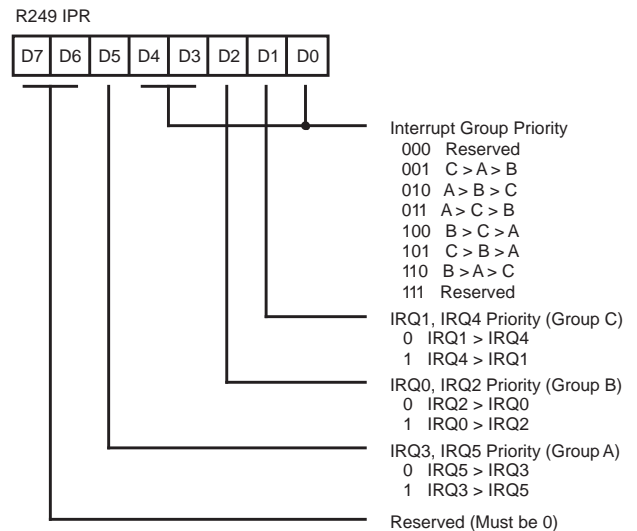 R249 IPR
D7 D6 D5 D4 D3 D2 D1 D0
Interrupt Group Priority
000 Reserved
001 C > A > B
010 A > B > C
011 A > C > B
100 B > C > A
101 C > B > A
110 B > A > C
111 Reserved
IRQ1, IRQ4 Priority (Group C)
0 IRQ1 > IRQ4
1 IRQ4 > IRQ1
IRQ0, IRQ2 Priority (Group B)
0 IRQ2 > IRQ0
1 IRQ0 > IRQ2
IRQ3, IRQ5 Priority (Group A)
0 IRQ5 > IRQ3
1 IRQ3 > IRQ5
Reserved (Must be 0)